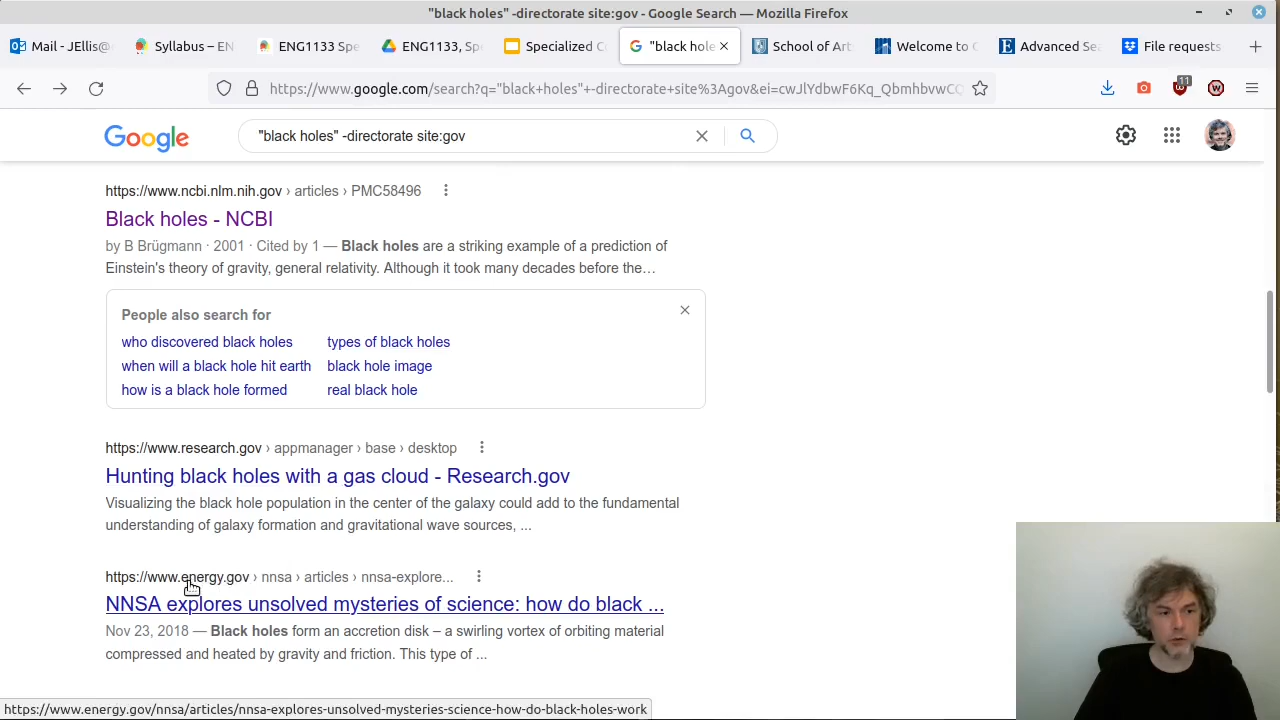 "black holes" -directorate site:gov - Google Search — Mozilla Firefox
Mail - JEllis@
Syllabus – EN
ENG1133 Spe
ENG1133, Sp
Specialized C
"black hole
School of Art
Welcome to C
Advanced Sea
File requests
https://www.google.com/search?q="black+holes"+-directorate+site%3Agov&ei=cwJlYdbwF6Kq_QbmhbvwCQ
11
Google
"black holes" -directorate site:gov
https://www.ncbi.nlm.nih.gov › articles › PMC58496
Black holes - NCBI
by B Brügmann · 2001 · Cited by 1 — Black holes are a striking example of a prediction of
Einstein's theory of gravity, general relativity. Although it took many decades before the…
People also search for
who discovered black holes
types of black holes
when will a black hole hit earth
black hole image
how is a black hole formed
real black hole
https://www.research.gov › appmanager › base › desktop
Hunting black holes with a gas cloud - Research.gov
Visualizing the black hole population in the center of the galaxy could add to the fundamental
understanding of galaxy formation and gravitational wave sources, ...
https://www.energy.gov › nnsa › articles › nnsa-explore...
NNSA explores unsolved mysteries of science: how do black ...
Nov 23, 2018 — Black holes form an accretion disk – a swirling vortex of orbiting material
compressed and heated by gravity and friction. This type of ...
https://www.energy.gov/nnsa/articles/nnsa-explores-unsolved-mysteries-science-how-do-black-holes-work